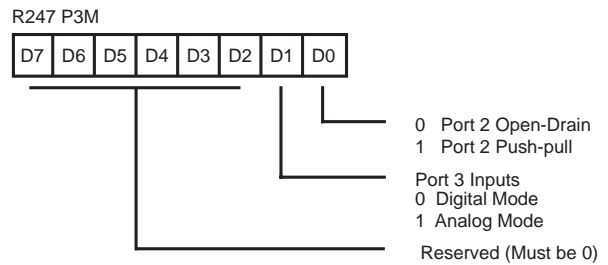 R247 P3M
D7 D6 D5 D4 D3 D2 D1 D0
0 Port 2 Open-Drain
1 Port 2 Push-pull
Port 3 Inputs
0 Digital Mode
1 Analog Mode
Reserved (Must be 0)